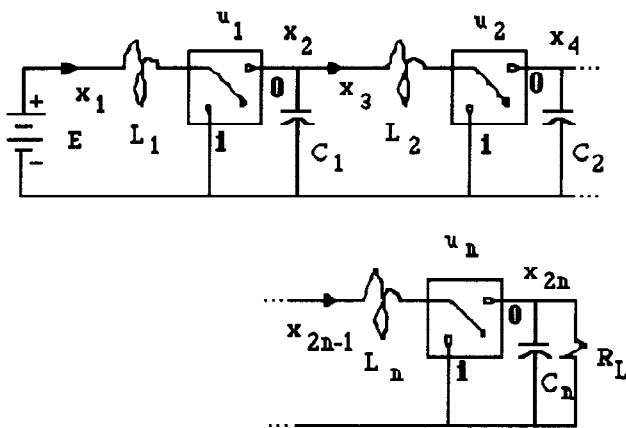 u1 u2
x2 x4
+ x1 0 x3 0 ...
E L1 1 C1 L2 1 C2
- ...
un
x2n
... x2n-1 0
Ln 1 Cn RL
...